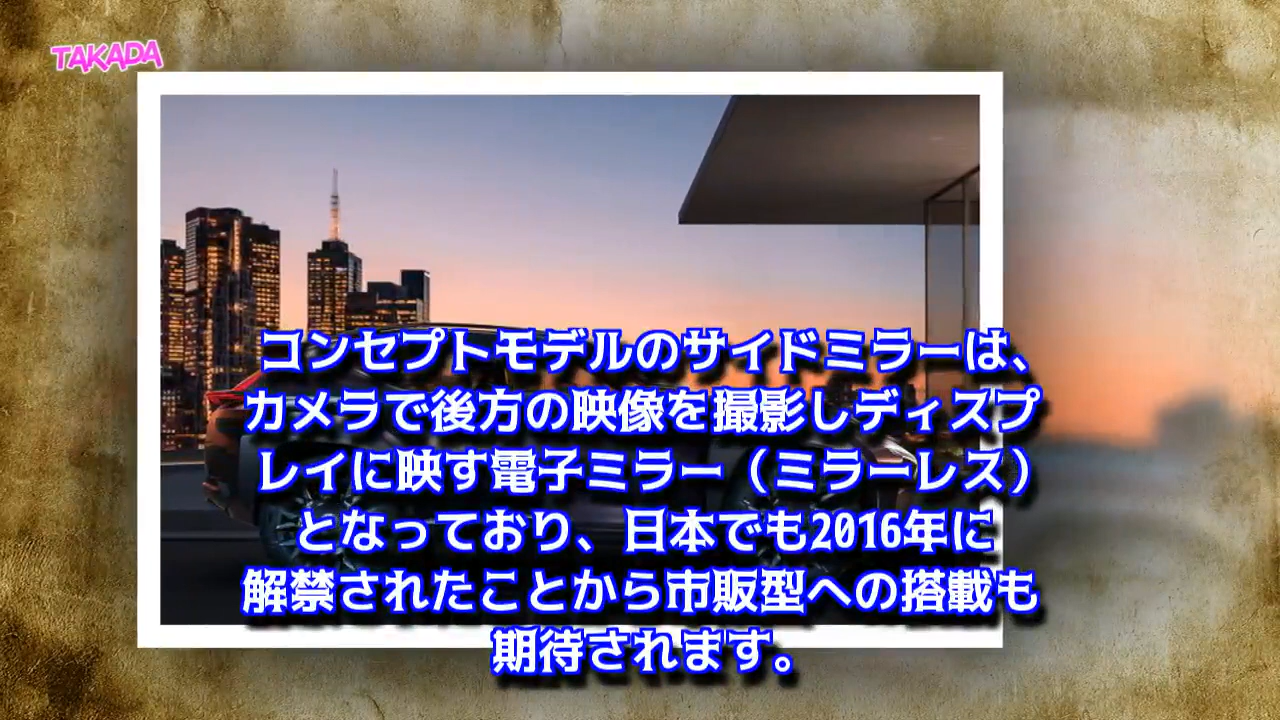 TAKADA
コンセプトモデルのサイドミラーは、
カメラで後方の映像を撮影しディスプ
レイに映す電子ミラー（ミラーレス）
となっており、日本でも2016年に
解禁されたことから市販型への搭載も
期待されます。